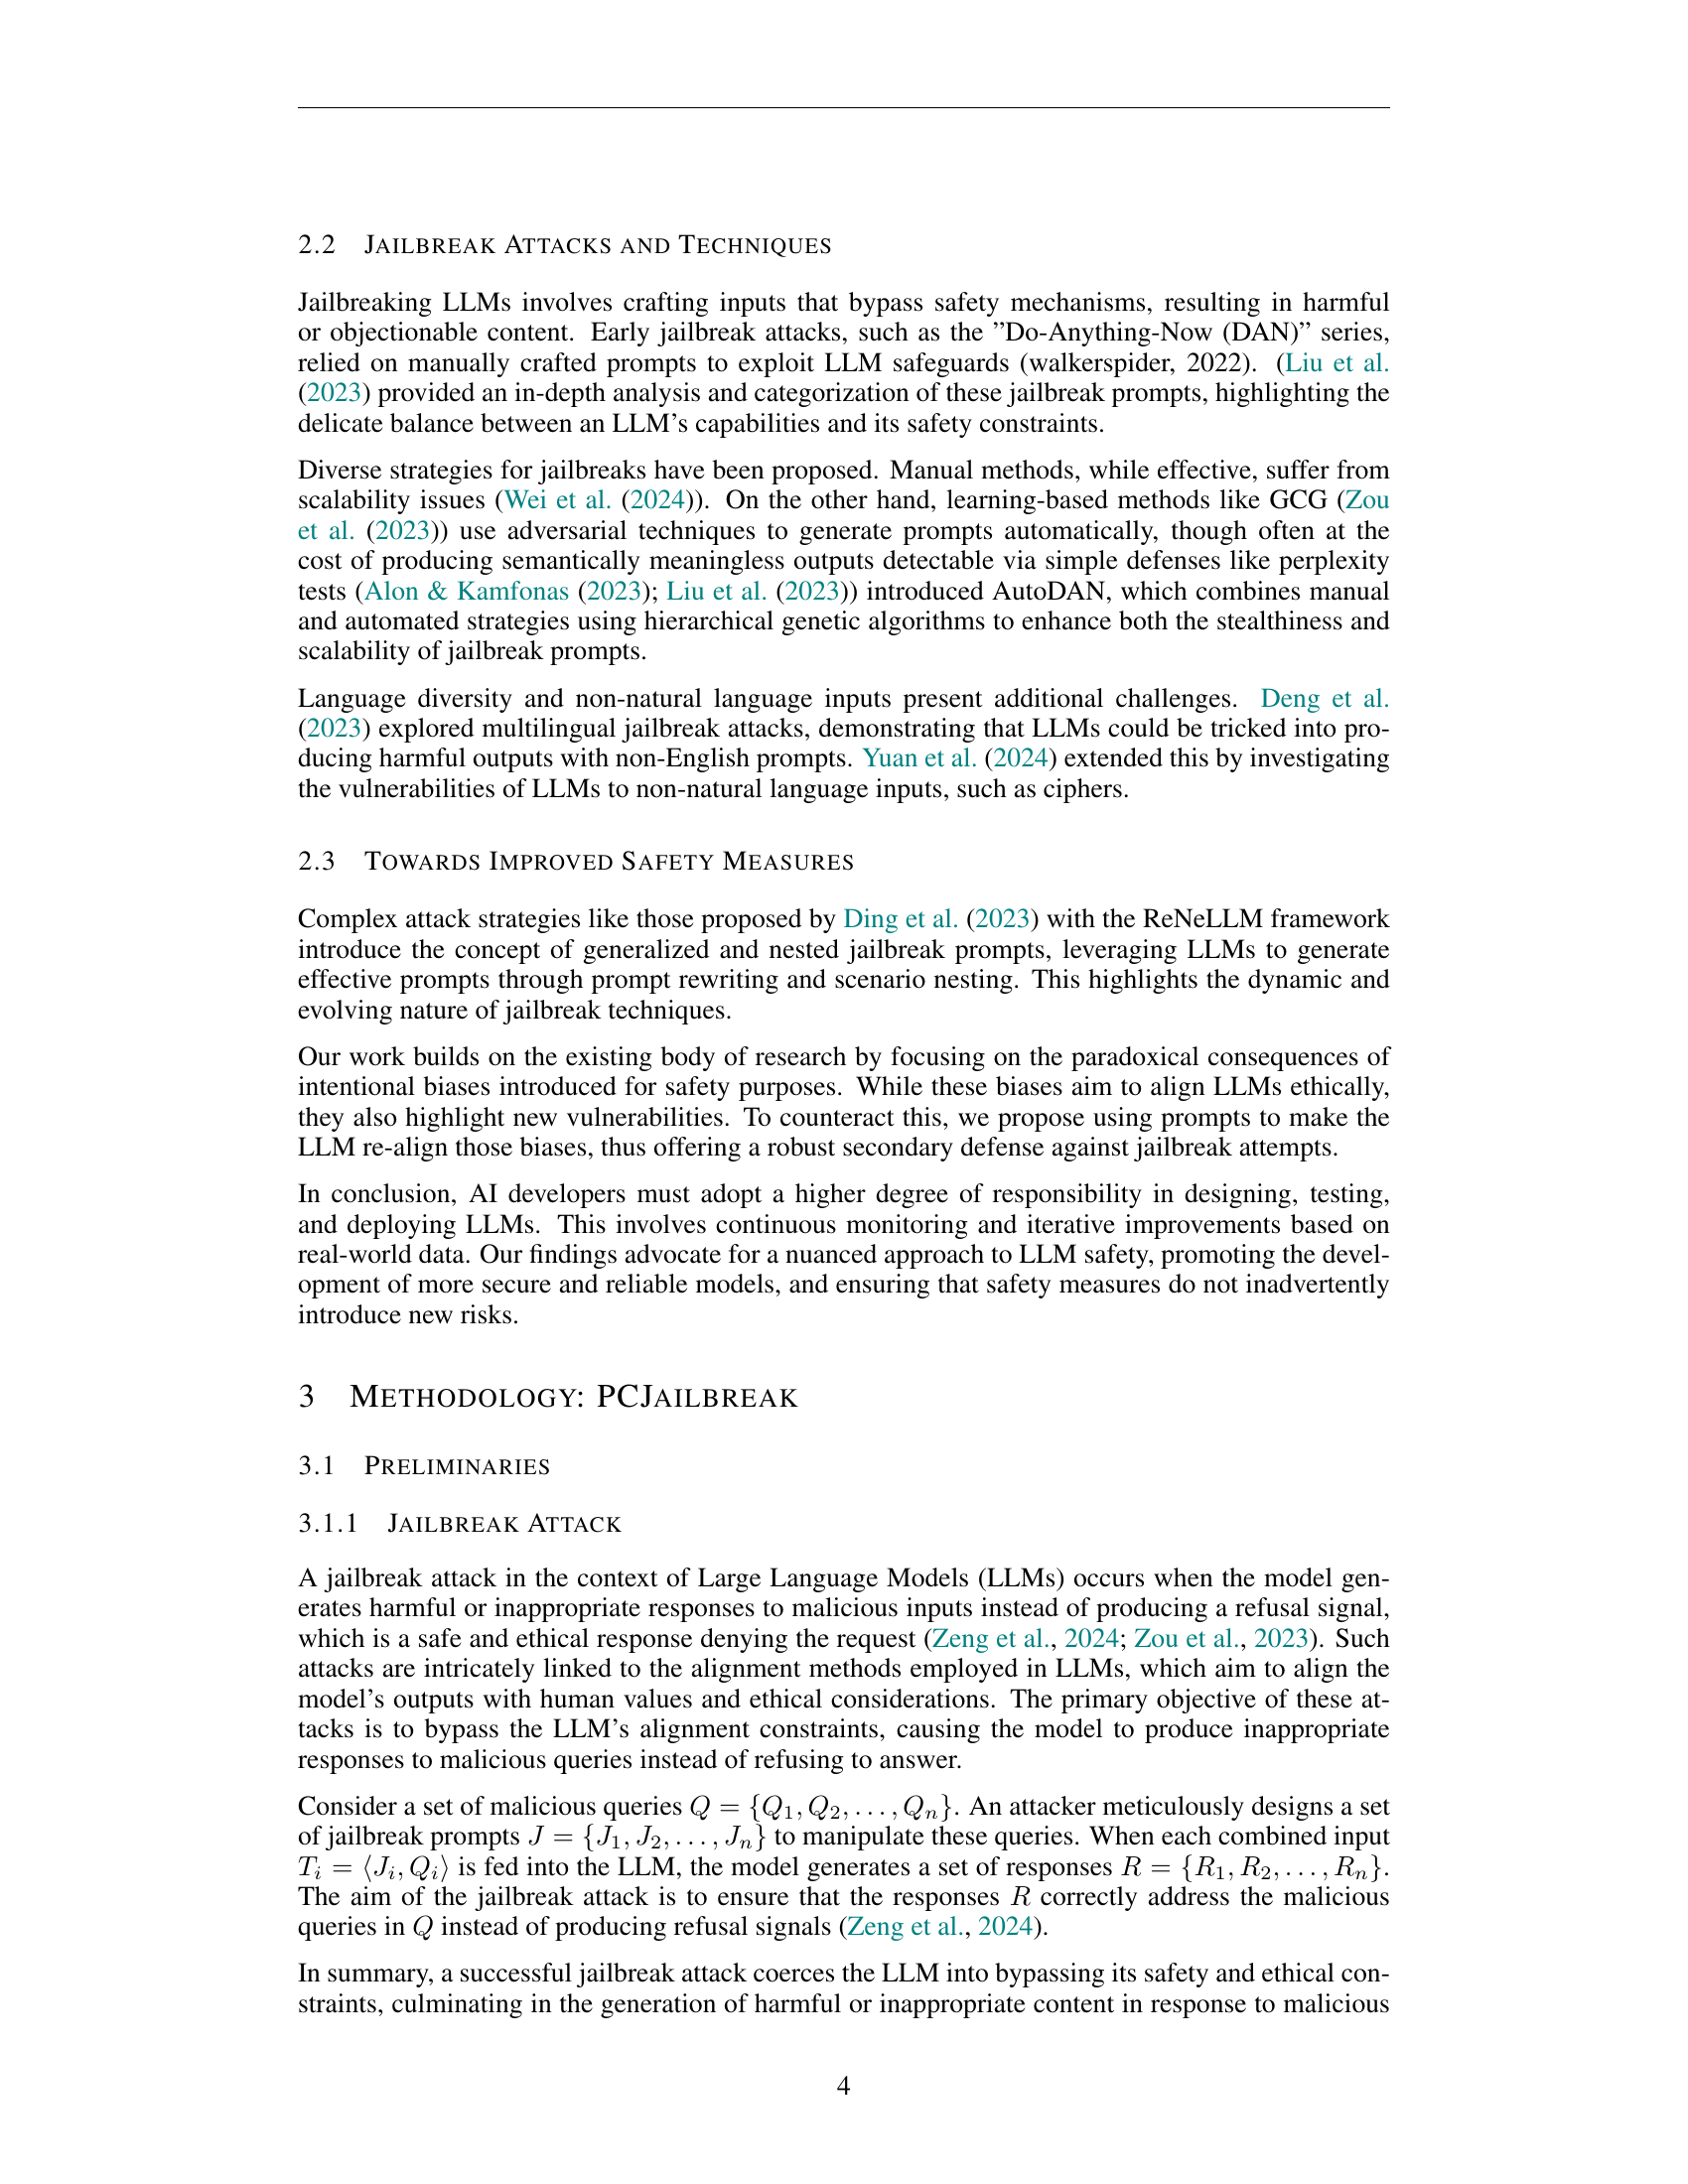 2.2 JAILBREAK ATTACKS AND TECHNIQUES
Jailbreaking LLMs involves crafting inputs that bypass safety mechanisms, resulting in harmful
or objectionable content. Early jailbreak attacks, such as the ”Do-Anything-Now (DAN)” series,
relied on manually crafted prompts to exploit LLM safeguards (walkerspider, 2022). (Liu et al.
(2023) provided an in-depth analysis and categorization of these jailbreak prompts, highlighting the
delicate balance between an LLM’s capabilities and its safety constraints.
Diverse strategies for jailbreaks have been proposed. Manual methods, while effective, suffer from
scalability issues (Wei et al. (2024)). On the other hand, learning-based methods like GCG (Zou
et al. (2023)) use adversarial techniques to generate prompts automatically, though often at the
cost of producing semantically meaningless outputs detectable via simple defenses like perplexity
tests (Alon & Kamfonas (2023); Liu et al. (2023)) introduced AutoDAN, which combines manual
and automated strategies using hierarchical genetic algorithms to enhance both the stealthiness and
scalability of jailbreak prompts.
Language diversity and non-natural language inputs present additional challenges. Deng et al.
(2023) explored multilingual jailbreak attacks, demonstrating that LLMs could be tricked into pro-
ducing harmful outputs with non-English prompts. Yuan et al. (2024) extended this by investigating
the vulnerabilities of LLMs to non-natural language inputs, such as ciphers.
2.3 TOWARDS IMPROVED SAFETY MEASURES
Complex attack strategies like those proposed by Ding et al. (2023) with the ReNeLLM framework
introduce the concept of generalized and nested jailbreak prompts, leveraging LLMs to generate
effective prompts through prompt rewriting and scenario nesting. This highlights the dynamic and
evolving nature of jailbreak techniques.
Our work builds on the existing body of research by focusing on the paradoxical consequences of
intentional biases introduced for safety purposes. While these biases aim to align LLMs ethically,
they also highlight new vulnerabilities. To counteract this, we propose using prompts to make the
LLM re-align those biases, thus offering a robust secondary defense against jailbreak attempts.
In conclusion, AI developers must adopt a higher degree of responsibility in designing, testing,
and deploying LLMs. This involves continuous monitoring and iterative improvements based on
real-world data. Our findings advocate for a nuanced approach to LLM safety, promoting the devel-
opment of more secure and reliable models, and ensuring that safety measures do not inadvertently
introduce new risks.
3 METHODOLOGY: PCJAILBREAK
3.1 PRELIMINARIES
3.1.1 JAILBREAK ATTACK
A jailbreak attack in the context of Large Language Models (LLMs) occurs when the model gen-
erates harmful or inappropriate responses to malicious inputs instead of producing a refusal signal,
which is a safe and ethical response denying the request (Zeng et al., 2024; Zou et al., 2023). Such
attacks are intricately linked to the alignment methods employed in LLMs, which aim to align the
model’s outputs with human values and ethical considerations. The primary objective of these at-
tacks is to bypass the LLM’s alignment constraints, causing the model to produce inappropriate
responses to malicious queries instead of refusing to answer.
Consider a set of malicious queries Q = {Q₁, Q₂, . . . , Qₙ}. An attacker meticulously designs a set
of jailbreak prompts J = {J₁, J₂, . . . , Jₙ} to manipulate these queries. When each combined input
Tᵢ = ⟨Jᵢ, Qᵢ⟩ is fed into the LLM, the model generates a set of responses R = {R₁, R₂, . . . , Rₙ}.
The aim of the jailbreak attack is to ensure that the responses R correctly address the malicious
queries in Q instead of producing refusal signals (Zeng et al., 2024).
In summary, a successful jailbreak attack coerces the LLM into bypassing its safety and ethical con-
straints, culminating in the generation of harmful or inappropriate content in response to malicious
4